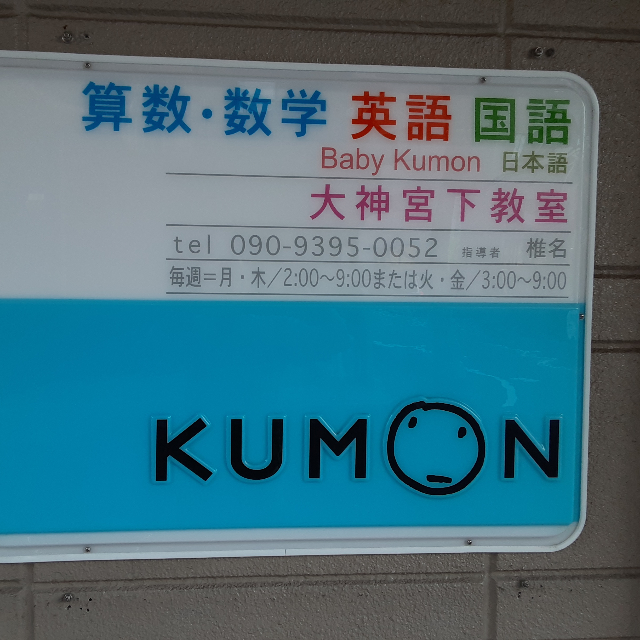 算数・数学 英語 国語
Baby Kumon 日本語
大神宮下教室
tel 090-9395-0052 指導者 椎名
毎週=月・木/2:00～9:00または火・金/3:00～9:00
KUMON